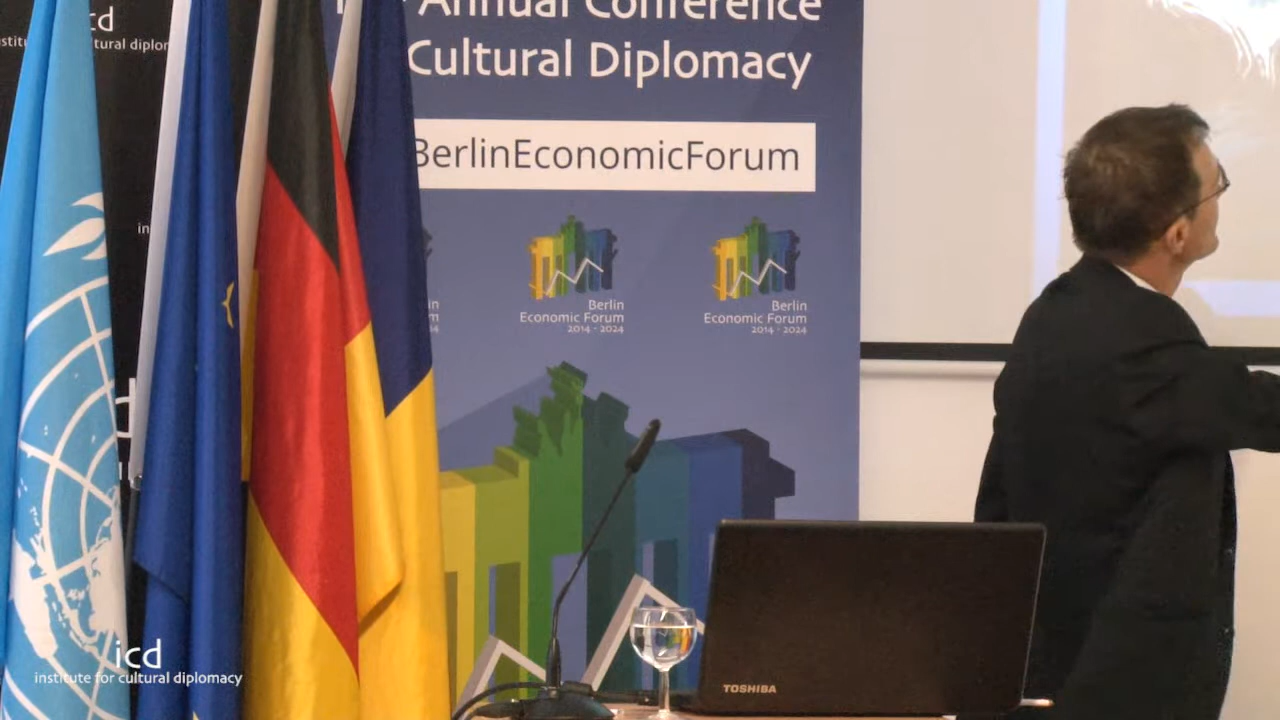 Annual Conference
Cultural Diplomacy
BerlinEconomicForum
Berlin
Economic Forum
2014 - 2024
Berlin
Economic Forum
2014 - 2024
TOSHIBA
icd
institute for cultural diplomacy